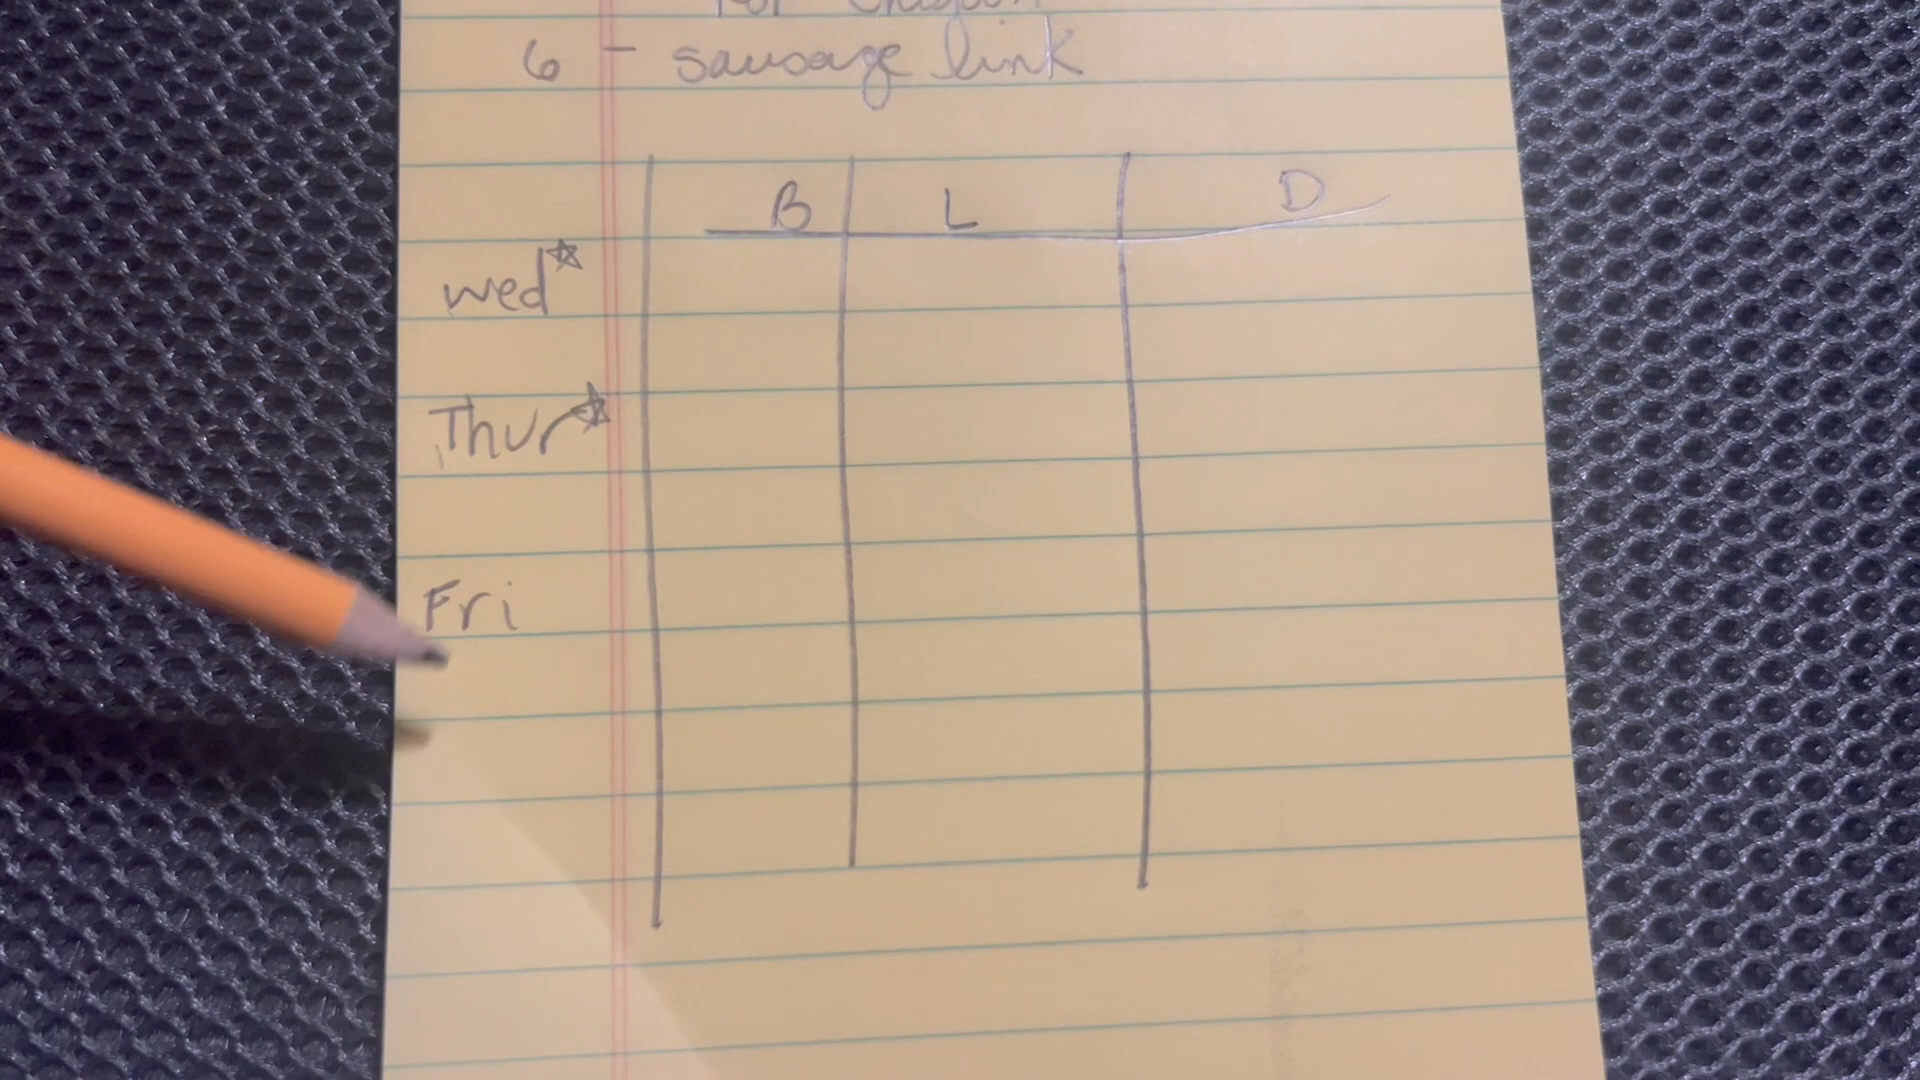 6 - sausage link
B L D
wed☆
Thur☆
Fri